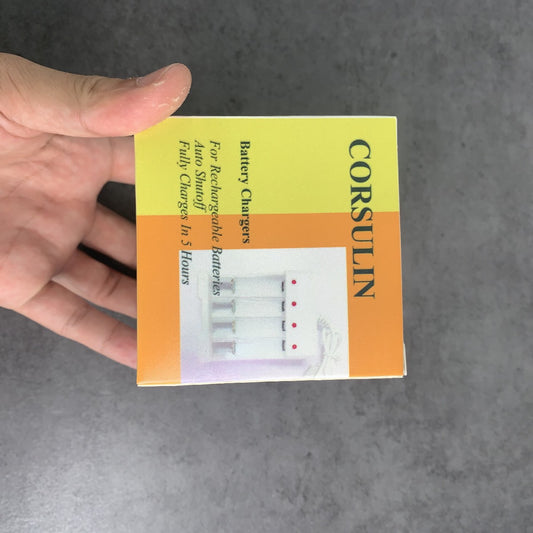 CORSULIN
Battery Chargers
For Rechargeable Batteries
Auto Shutoff
Fully Charges In 5 Hours